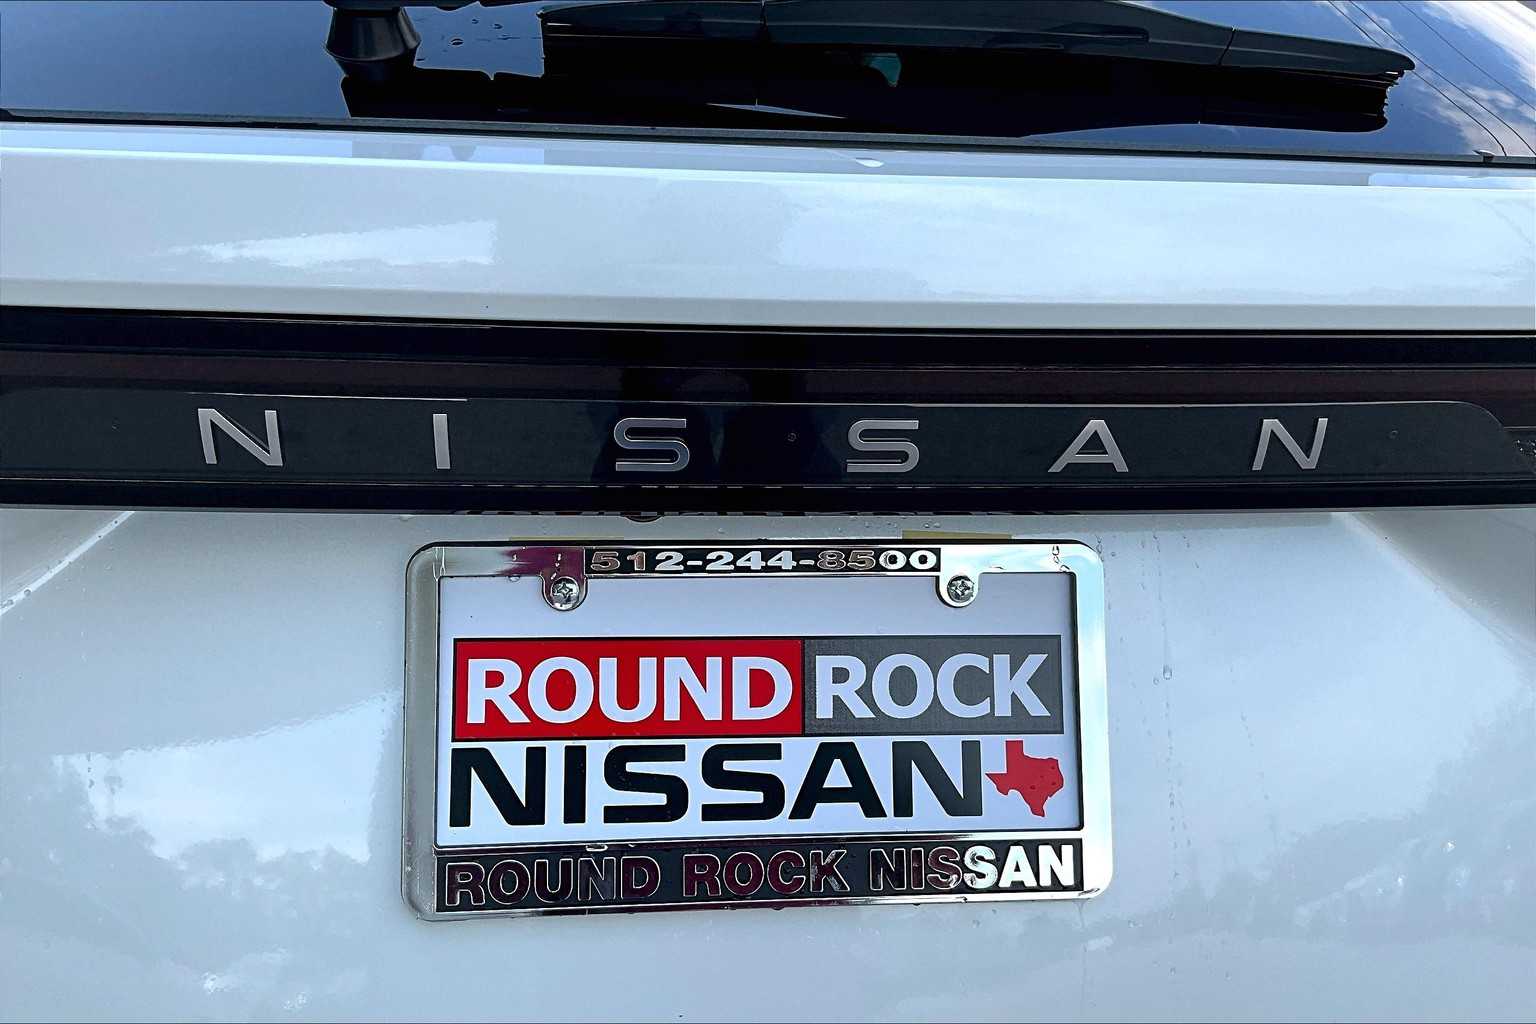 NISSAN
512-244-8500
ROUND ROCK
NISSAN
ROUND ROCK NISSAN